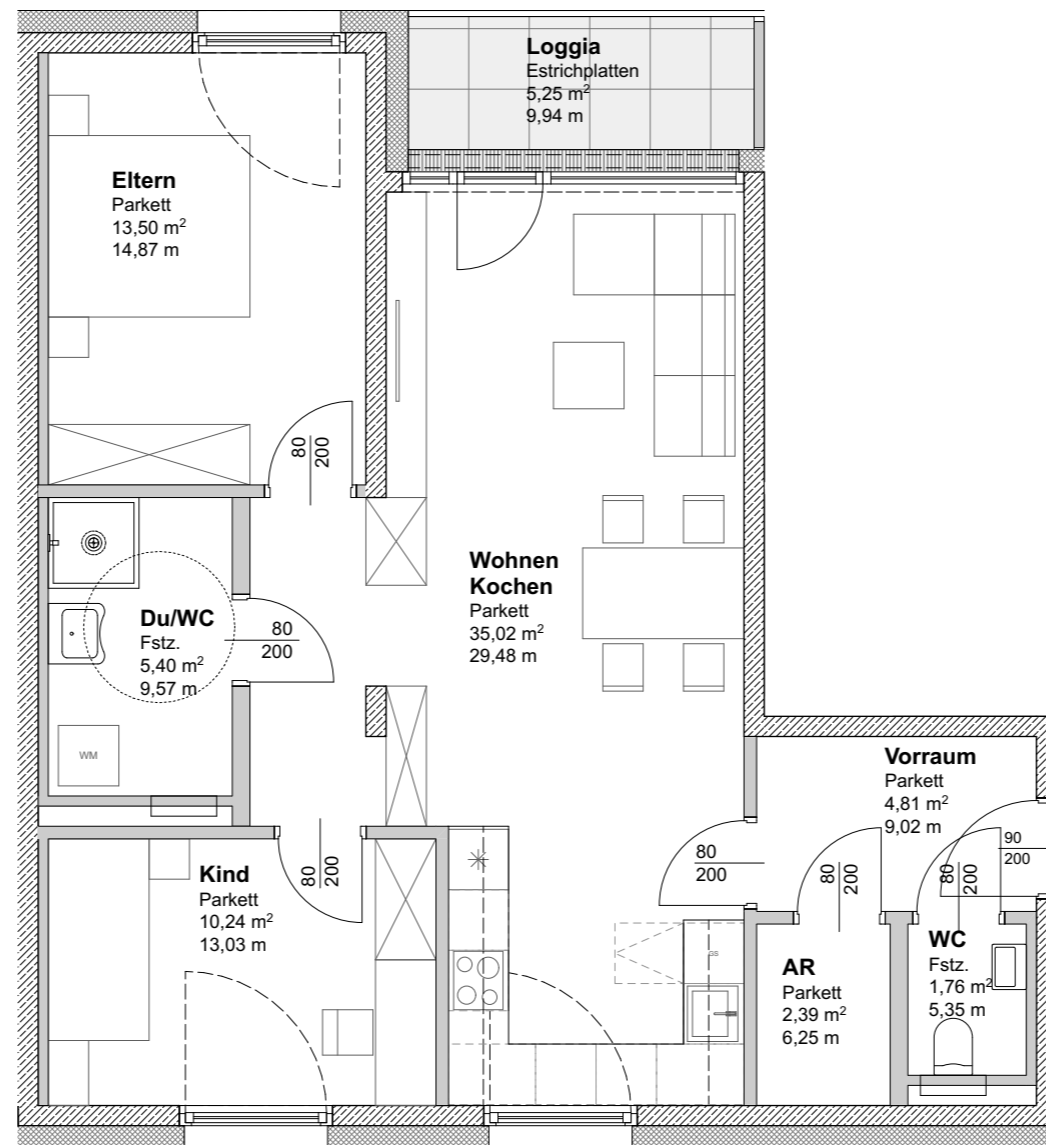 Loggia
Estrichplatten
5,25 m²
9,94 m
Eltern
Parkett
13,50 m²
14,87 m
80
200
Wohnen
Kochen
Parkett
35,02 m²
29,48 m
Du/WC
Fstz.
5,40 m²
9,57 m
80
200
WM
Vorraum
Parkett
4,81 m²
9,02 m
90
200
80
200
80
200
80
200
80
200
Kind
Parkett
10,24 m²
13,03 m
WC
Fstz.
1,76 m²
5,35 m
AR
Parkett
2,39 m²
6,25 m
GS